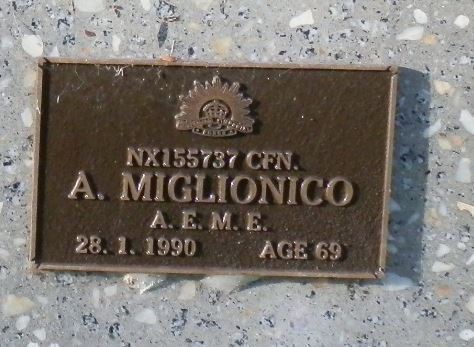 NX155737 CFN.
A. MIGLIONICO
A. E. M. E.
28. 1. 1990 AGE 69